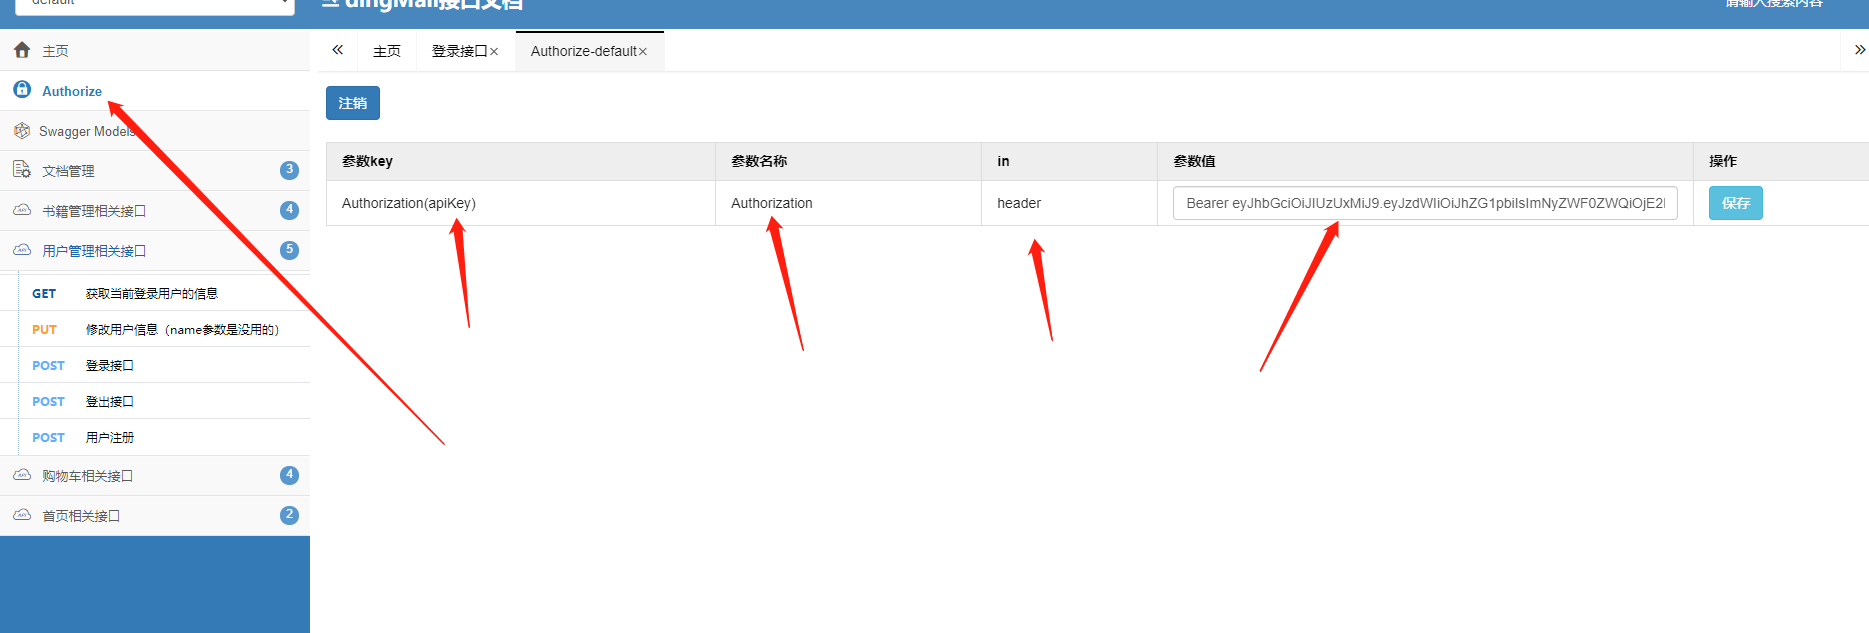 default
dingMall接口文档
请输入搜索内容
主页
Authorize
Swagger Models
文档管理 3
书籍管理相关接口 4
用户管理相关接口 5
GET 获取当前登录用户的信息
PUT 修改用户信息（name参数是没用的）
POST 登录接口
POST 登出接口
POST 用户注册
购物车相关接口 4
首页相关接口 2
主页 登录接口× Authorize-default×
注销
参数key 参数名称 in 参数值 操作
Authorization(apiKey) Authorization header Bearer eyJhbGciOiJIUzUxMiJ9.eyJzdWIiOiJhZG1pbiIsImNyZWF0ZWQiOjE2 保存